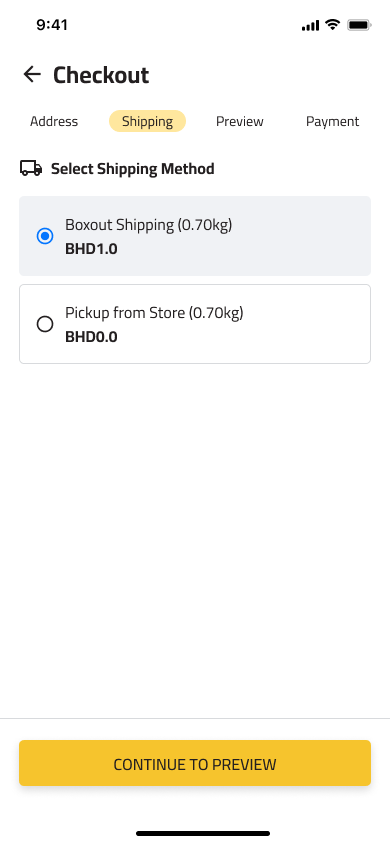 9:41
Checkout
Address Shipping Preview Payment
Select Shipping Method
Boxout Shipping (0.70kg)
BHD1.0
Pickup from Store (0.70kg)
BHD0.0
CONTINUE TO PREVIEW